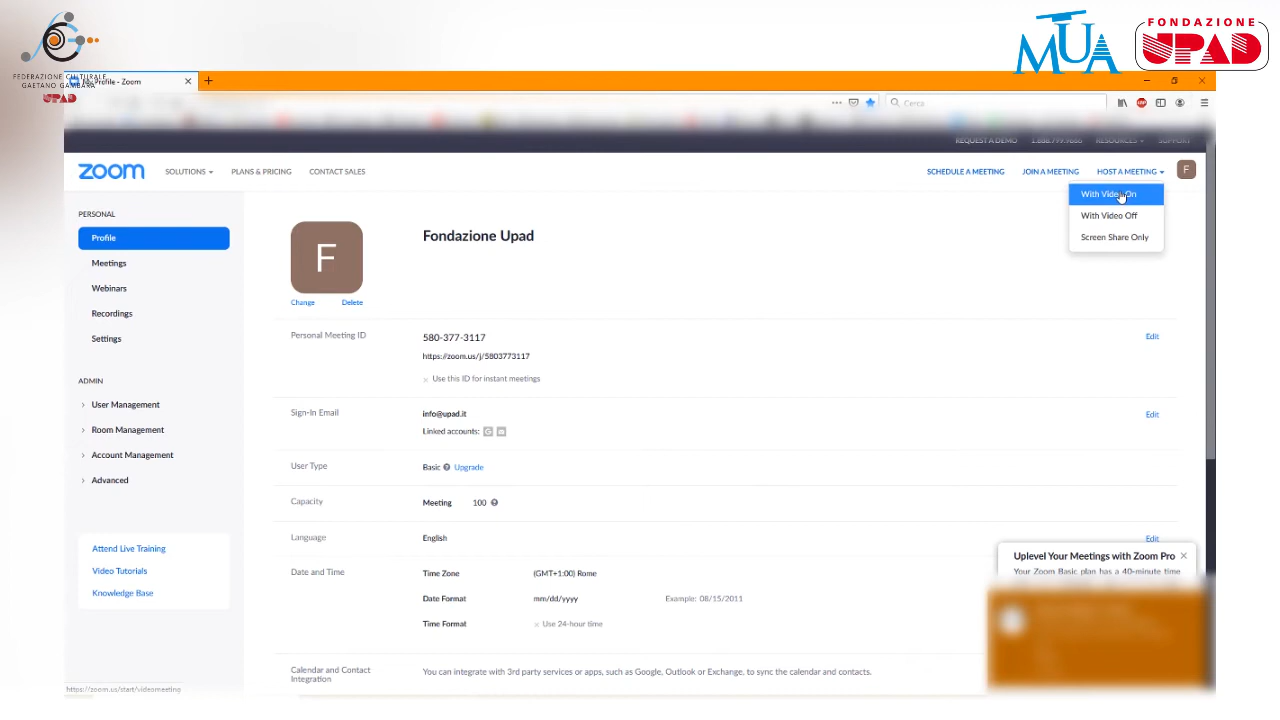 FEDERAZIONE CULTURALE
GAETANO GAMBARA
UPAD
MUA
FONDAZIONE
UPAD
Profile - Zoom
Cerca
REQUEST A DEMO 1.888.799.9666 RESOURCES SUPPORT
zoom SOLUTIONS PLANS & PRICING CONTACT SALES SCHEDULE A MEETING JOIN A MEETING HOST A MEETING F
With Video On
With Video Off
Screen Share Only
PERSONAL
Profile
Meetings
Webinars
Recordings
Settings
ADMIN
User Management
Room Management
Account Management
Advanced
Attend Live Training
Video Tutorials
Knowledge Base
F
Change Delete
Fondazione Upad
Personal Meeting ID 580-377-3117 Edit
https://zoom.us/j/5803773117
× Use this ID for instant meetings
Sign-In Email info@upad.it Edit
Linked accounts:
User Type Basic Upgrade
Capacity Meeting 100
Language English Edit
Date and Time Time Zone (GMT+1:00) Rome
Date Format mm/dd/yyyy Example: 08/15/2011
Time Format × Use 24-hour time
Calendar and Contact Integration You can integrate with 3rd party services or apps, such as Google, Outlook or Exchange, to sync the calendar and contacts.
Uplevel Your Meetings with Zoom Pro
Your Zoom Basic plan has a 40-minute time
https://zoom.us/start/videomeeting